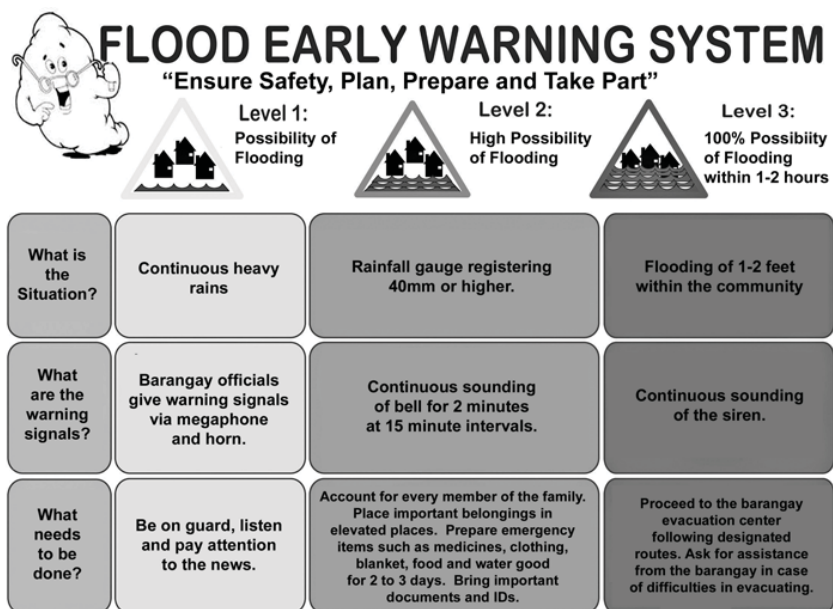 FLOOD EARLY WARNING SYSTEM
“Ensure Safety, Plan, Prepare and Take Part”
Level 1:
Possibility of
Flooding
Level 2:
High Possibility
of Flooding
Level 3:
100% Possibiity
of Flooding
within 1-2 hours
What is
the
Situation?
Continuous heavy
rains
Rainfall gauge registering
40mm or higher.
Flooding of 1-2 feet
within the community
What
are the
warning
signals?
Barangay officials
give warning signals
via megaphone
and horn.
Continuous sounding
of bell for 2 minutes
at 15 minute intervals.
Continuous sounding
of the siren.
What
needs
to be
done?
Be on guard, listen
and pay attention
to the news.
Account for every member of the family.
Place important belongings in
elevated places. Prepare emergency
items such as medicines, clothing,
blanket, food and water good
for 2 to 3 days. Bring important
documents and IDs.
Proceed to the barangay
evacuation center
following designated
routes. Ask for assistance
from the barangay in case
of difficulties in evacuating.